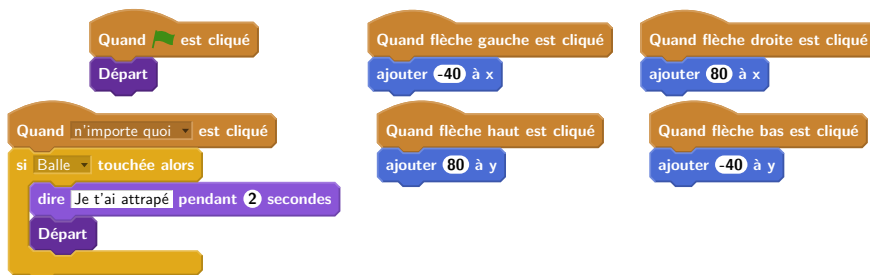 Quand est cliqué
Départ
Quand flèche gauche est cliqué
ajouter -40 à x
Quand flèche droite est cliqué
ajouter 80 à x
Quand n'importe quoi est cliqué
si Balle touchée alors
dire Je t'ai attrapé pendant 2 secondes
Départ
Quand flèche haut est cliqué
ajouter 80 à y
Quand flèche bas est cliqué
ajouter -40 à y